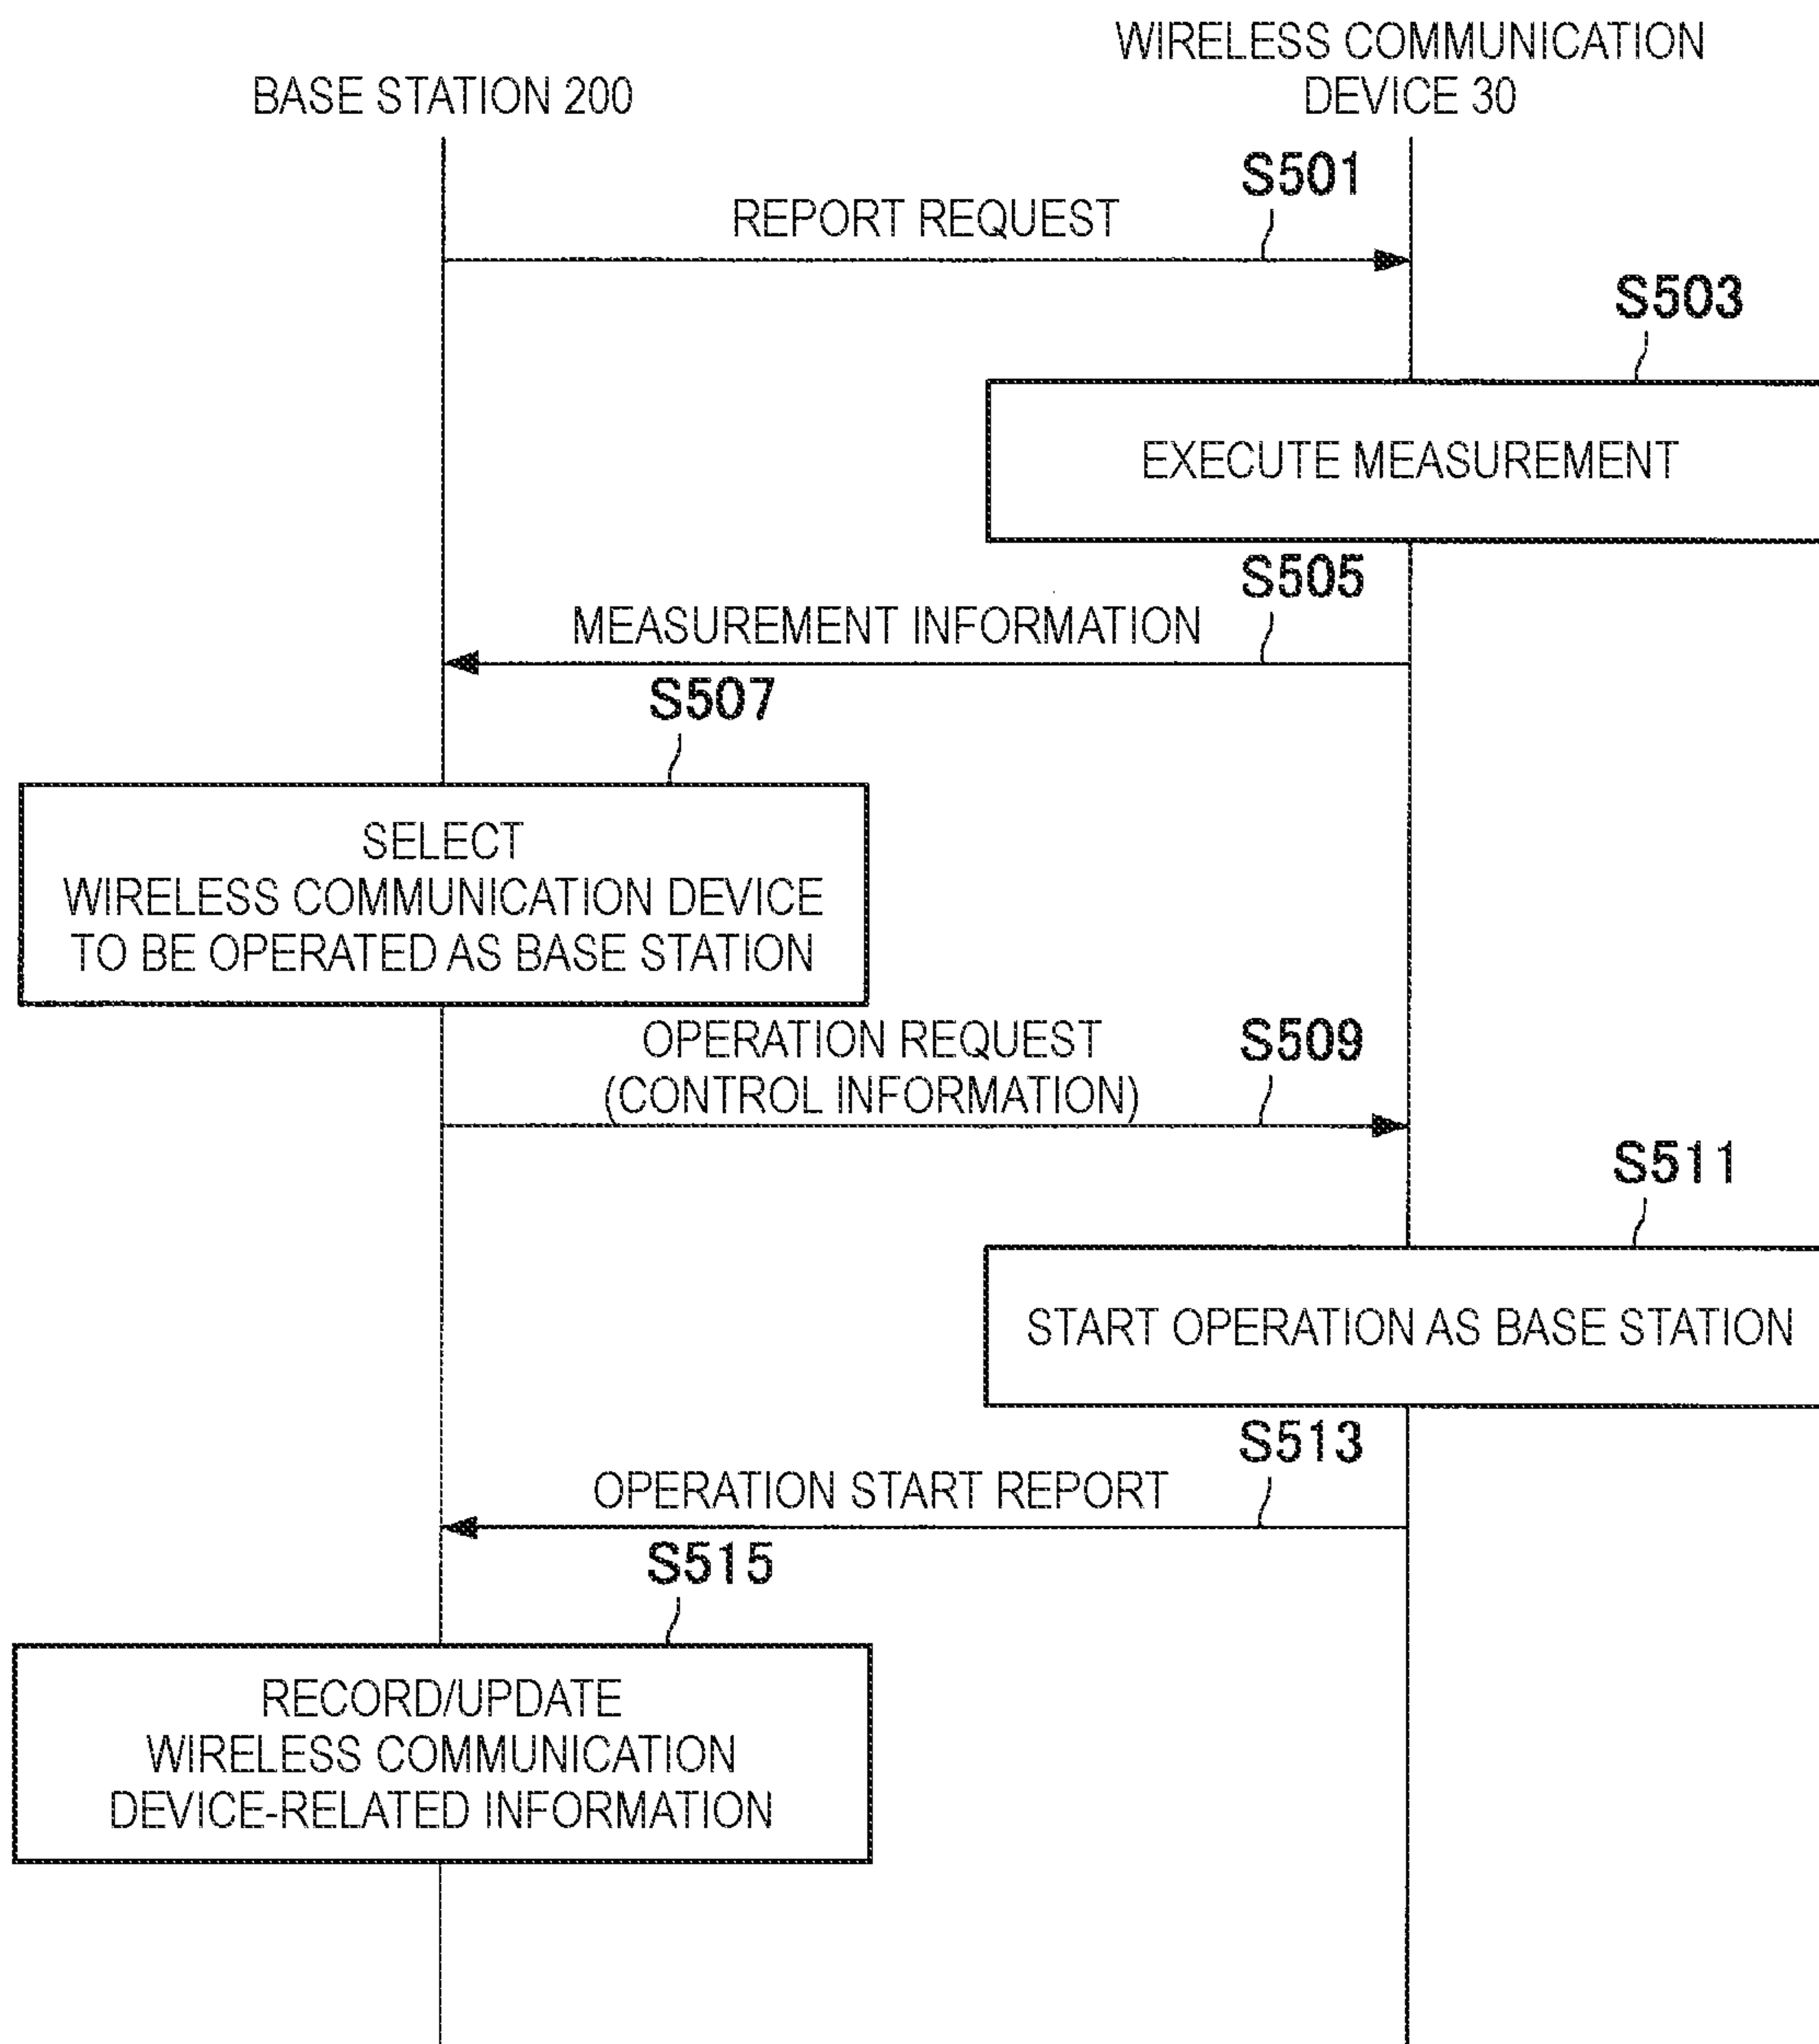 WIRELESS COMMUNICATION
DEVICE 30
BASE STATION 200
S501
REPORT REQUEST
S503
EXECUTE MEASUREMENT
S505
MEASUREMENT INFORMATION
S507
SELECT
WIRELESS COMMUNICATION DEVICE
TO BE OPERATED AS BASE STATION
OPERATION REQUEST
(CONTROL INFORMATION)
S509
S511
START OPERATION AS BASE STATION
S513
OPERATION START REPORT
S515
RECORD/UPDATE
WIRELESS COMMUNICATION
DEVICE-RELATED INFORMATION